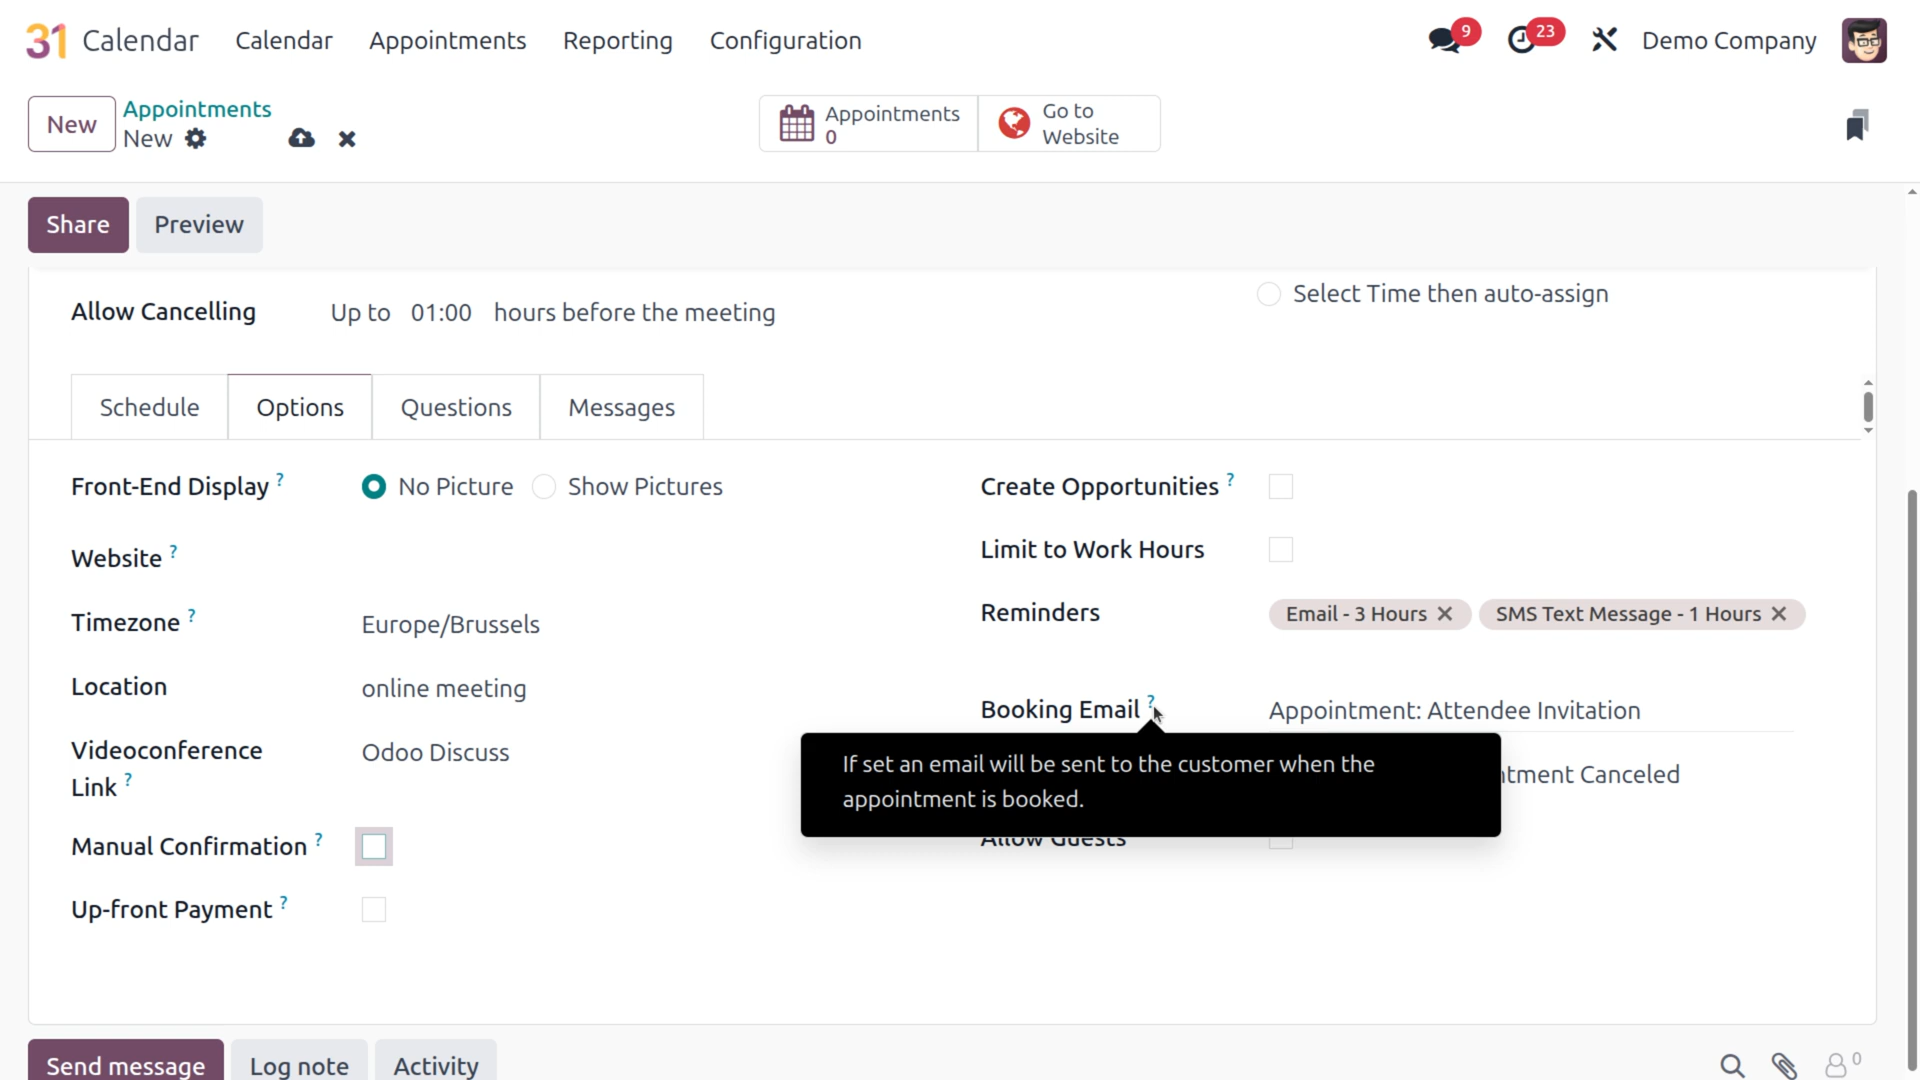 31 Calendar Calendar Appointments Reporting Configuration 9 23 Demo Company
New Appointments
New
Appointments
0
Go to
Website
Share Preview
Allow Cancelling Up to 01:00 hours before the meeting
Select Time then auto-assign
Schedule Options Questions Messages
Front-End Display ? No Picture Show Pictures
Website ?
Timezone ? Europe/Brussels
Location online meeting
Videoconference
Link ?
Odoo Discuss
Manual Confirmation ?
Up-front Payment ?
Create Opportunities ?
Limit to Work Hours
Reminders Email - 3 Hours SMS Text Message - 1 Hours
Booking Email ? Appointment: Attendee Invitation
If set an email will be sent to the customer when the
appointment is booked.
Canceled
Allow Guests
Send message Log note Activity 0